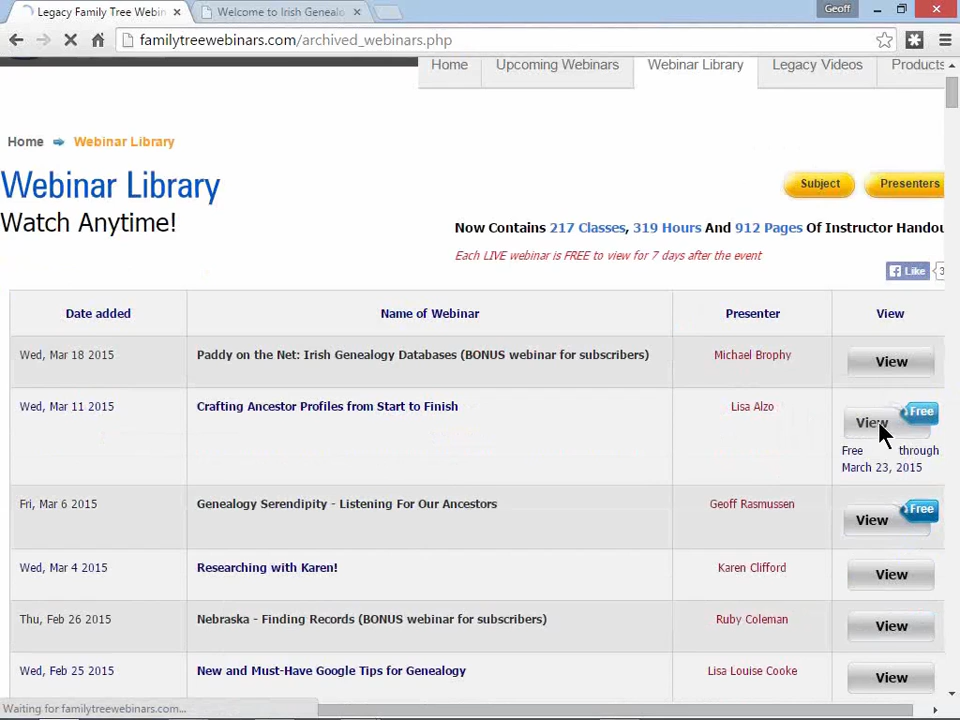 Legacy Family Tree Webin
Welcome to Irish Genealo
Geoff
familytreewebinars.com/archived_webinars.php
Home
Upcoming Webinars
Webinar Library
Legacy Videos
Products
Home
Webinar Library
Webinar Library
Subject
Presenters
Watch Anytime!
Now Contains 217 Classes, 319 Hours And 912 Pages Of Instructor Handou
Each LIVE webinar is FREE to view for 7 days after the event
Like
Date added
Name of Webinar
Presenter
View
Wed, Mar 18 2015
Paddy on the Net: Irish Genealogy Databases (BONUS webinar for subscribers)
Michael Brophy
View
Wed, Mar 11 2015
Crafting Ancestor Profiles from Start to Finish
Lisa Alzo
View
Free
Free through
March 23, 2015
Fri, Mar 6 2015
Genealogy Serendipity - Listening For Our Ancestors
Geoff Rasmussen
View
Free
Wed, Mar 4 2015
Researching with Karen!
Karen Clifford
View
Thu, Feb 26 2015
Nebraska - Finding Records (BONUS webinar for subscribers)
Ruby Coleman
View
Wed, Feb 25 2015
New and Must-Have Google Tips for Genealogy
Lisa Louise Cooke
View
Waiting for familytreewebinars.com...